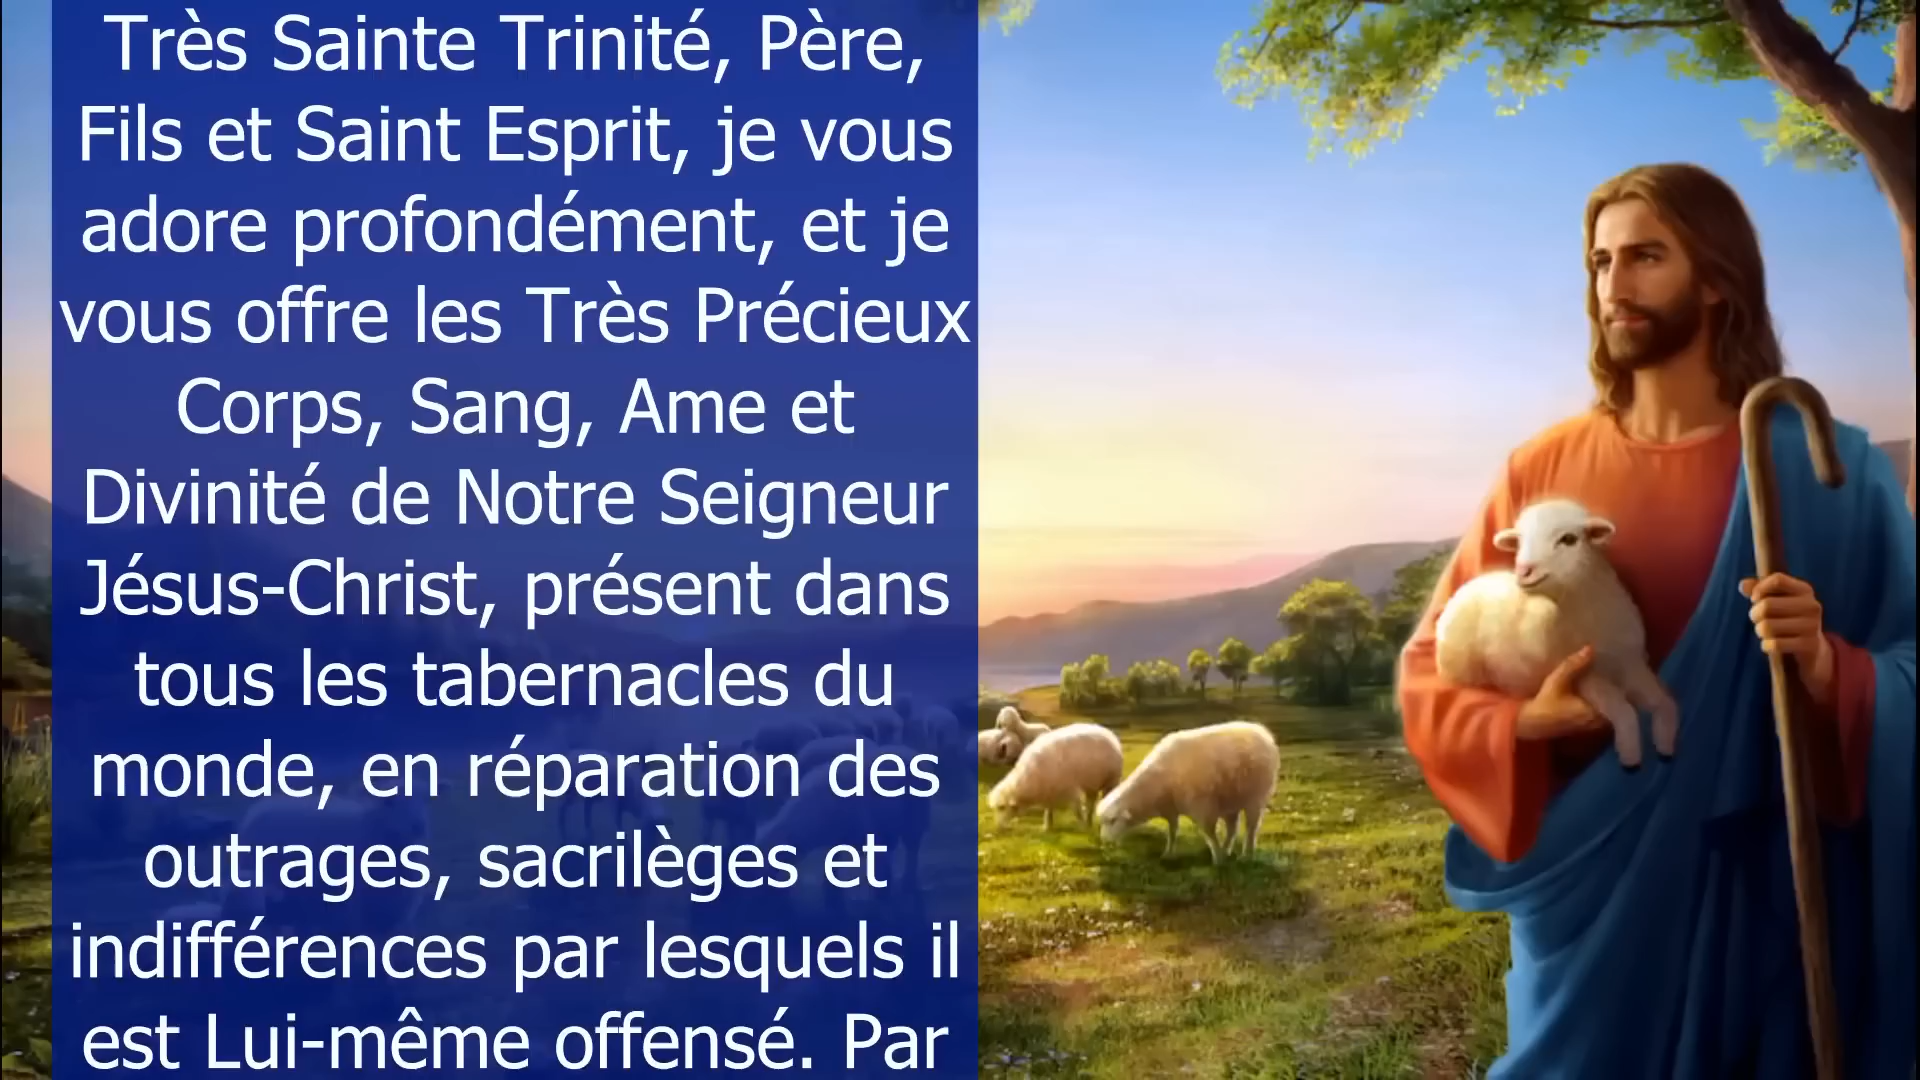 Très Sainte Trinité, Père,
Fils et Saint Esprit, je vous
adore profondément, et je
vous offre les Très Précieux
Corps, Sang, Ame et
Divinité de Notre Seigneur
Jésus-Christ, présent dans
tous les tabernacles du
monde, en réparation des
outrages, sacrilèges et
indifférences par lesquels il
est Lui-même offensé. Par